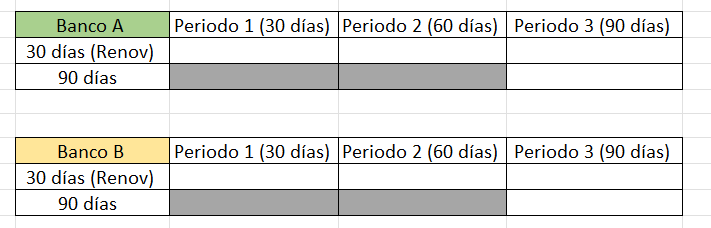 Banco A Periodo 1 (30 días) Periodo 2 (60 días) Periodo 3 (90 días)
30 días (Renov)
90 días
Banco B Periodo 1 (30 días) Periodo 2 (60 días) Periodo 3 (90 días)
30 días (Renov)
90 días